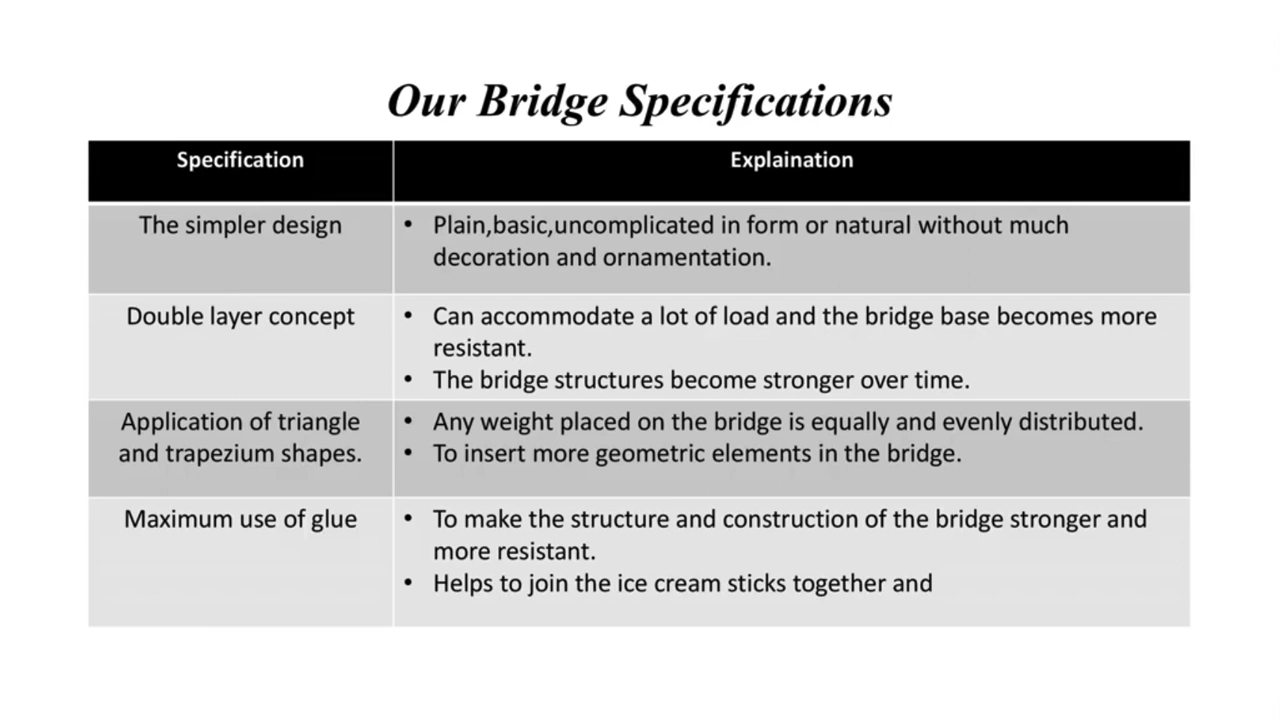 Our Bridge Specifications
Specification
Explaination
The simpler design
• Plain,basic,uncomplicated in form or natural without much
decoration and ornamentation.
Double layer concept
• Can accommodate a lot of load and the bridge base becomes more
resistant.
• The bridge structures become stronger over time.
Application of triangle
and trapezium shapes.
• Any weight placed on the bridge is equally and evenly distributed.
• To insert more geometric elements in the bridge.
Maximum use of glue
• To make the structure and construction of the bridge stronger and
more resistant.
• Helps to join the ice cream sticks together and